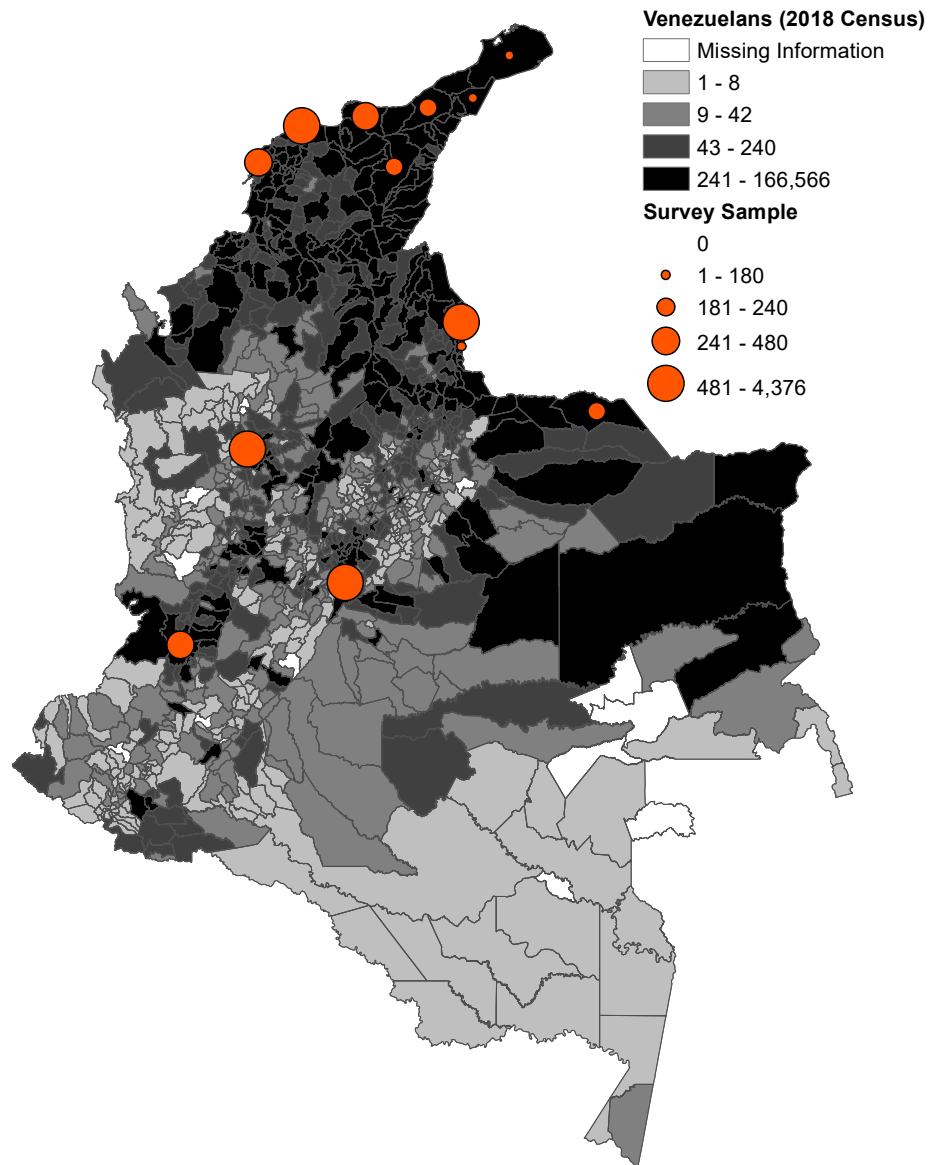 Venezuelans (2018 Census)
Missing Information
1 - 8
9 - 42
43 - 240
241 - 166,566
Survey Sample
0
1 - 180
181 - 240
241 - 480
481 - 4,376